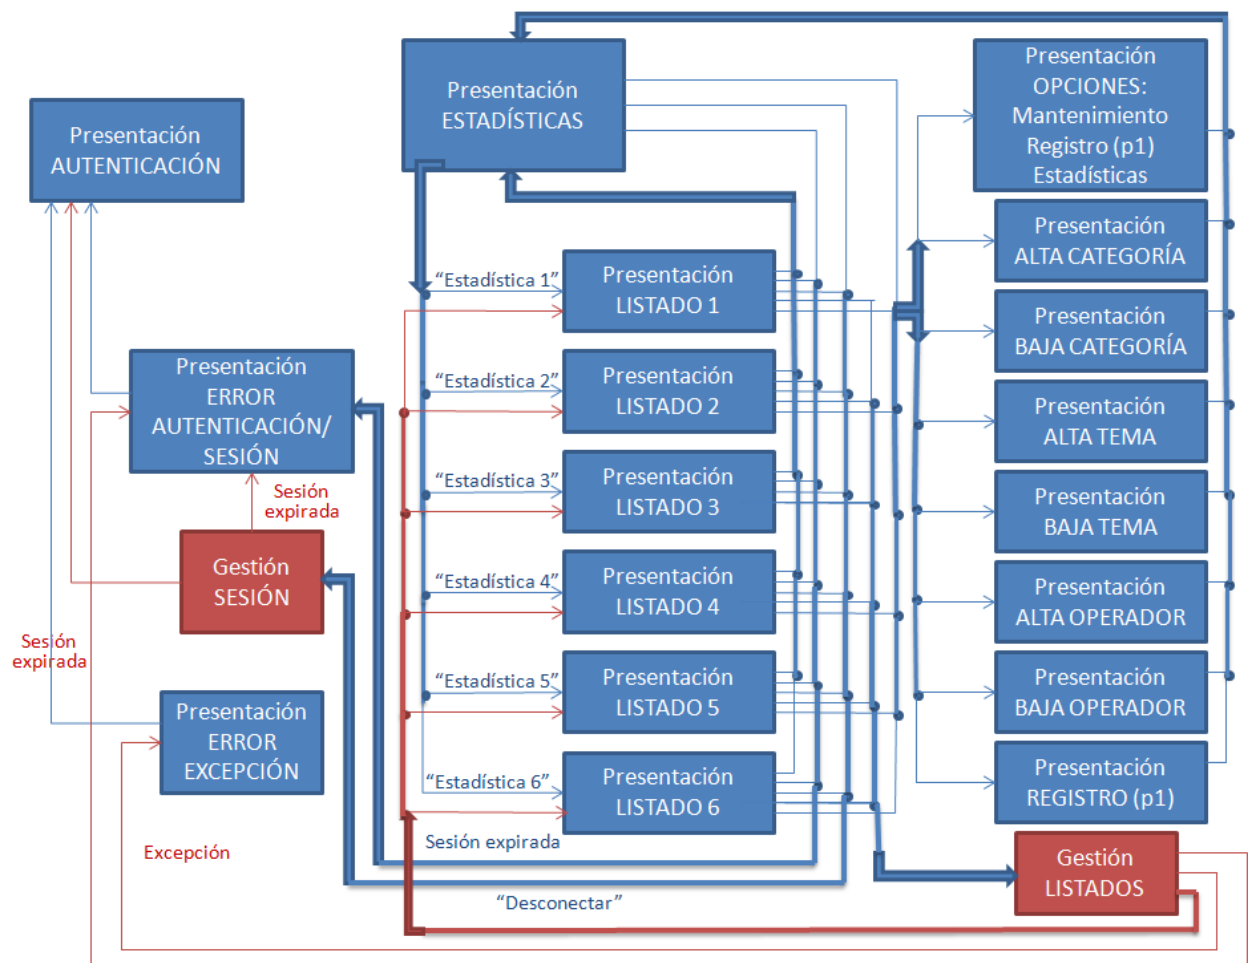 Presentación
ESTADÍSTICAS
Presentación
OPCIONES:
Mantenimiento
Registro (p1)
Estadísticas
Presentación
AUTENTICACIÓN
Presentación
ALTA CATEGORÍA
“Estadística 1”
Presentación
LISTADO 1
Presentación
BAJA CATEGORÍA
Presentación
ERROR
AUTENTICACIÓN/
SESIÓN
“Estadística 2”
Presentación
LISTADO 2
Presentación
ALTA TEMA
Sesión
expirada
“Estadística 3”
Presentación
LISTADO 3
Presentación
BAJA TEMA
Gestión
SESIÓN
“Estadística 4”
Presentación
LISTADO 4
Presentación
ALTA OPERADOR
Sesión
expirada
“Estadística 5”
Presentación
LISTADO 5
Presentación
BAJA OPERADOR
Presentación
ERROR
EXCEPCIÓN
“Estadística 6”
Presentación
LISTADO 6
Presentación
REGISTRO (p1)
Excepción
Sesión expirada
Gestión
LISTADOS
“Desconectar”